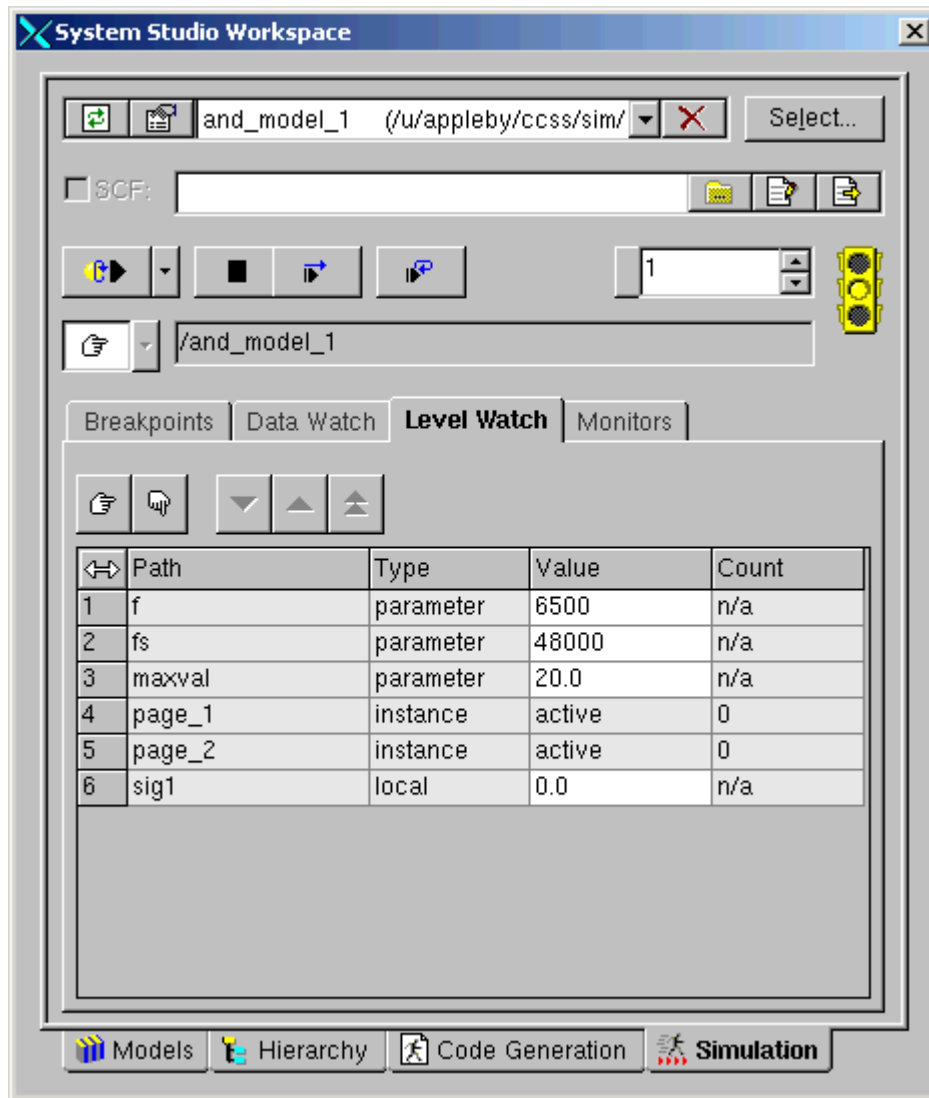 System Studio Workspace
and_model_1 (/u/appleby/ccss/sim/ Select...
SCF:
1
/and_model_1
Breakpoints Data Watch Level Watch Monitors
Path Type Value Count
1 f parameter 6500 n/a
2 fs parameter 48000 n/a
3 maxval parameter 20.0 n/a
4 page_1 instance active 0
5 page_2 instance active 0
6 sig1 local 0.0 n/a
Models Hierarchy Code Generation Simulation